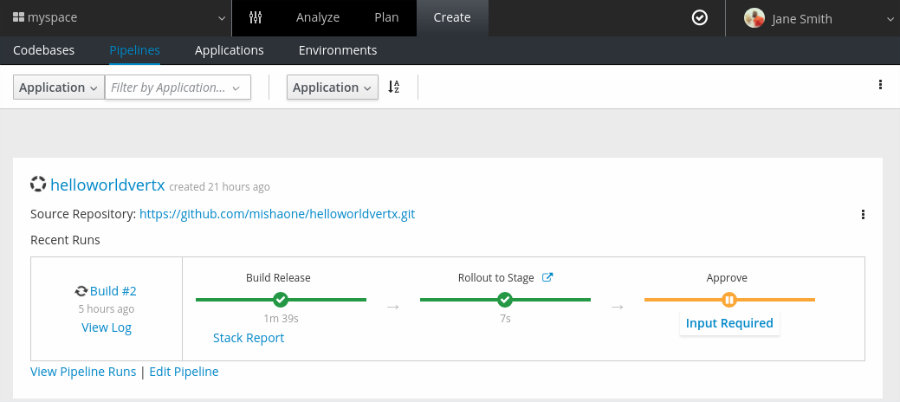 myspace Analyze Plan Create Jane Smith
Codebases Pipelines Applications Environments
Application Filter by Application... Application A Z
helloworldvertx created 21 hours ago
Source Repository: https://github.com/mishaone/helloworldvertx.git
Recent Runs
Build #2
5 hours ago
View Log
Build Release
1m 39s
Stack Report
Rollout to Stage
7s
Approve
Input Required
View Pipeline Runs | Edit Pipeline